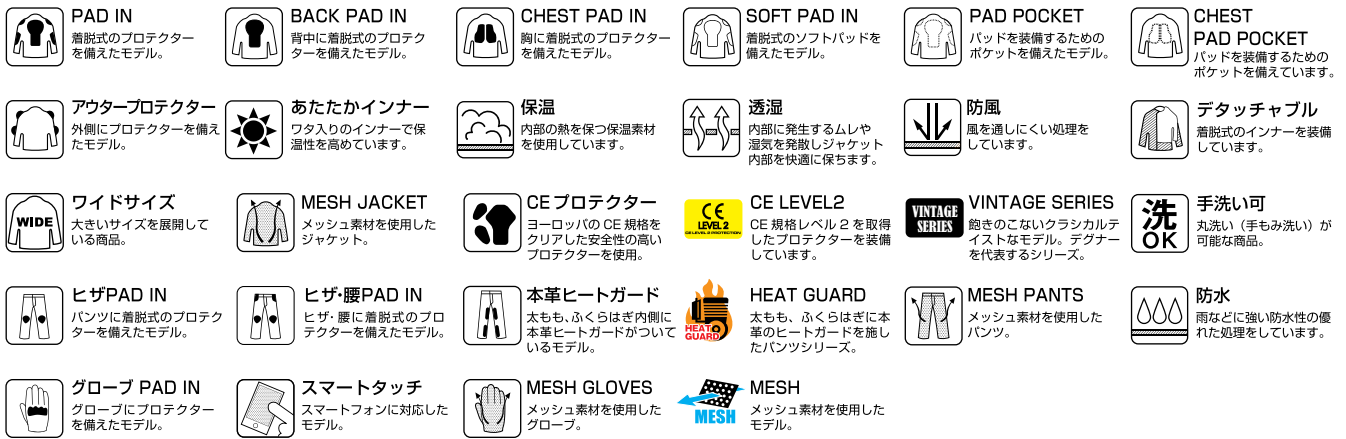 PAD IN
着脱式のプロテクター
を備えたモデル。
BACK PAD IN
背中に着脱式のプロテク
ターを備えたモデル。
CHEST PAD IN
胸に着脱式のプロテクター
を備えたモデル。
SOFT PAD IN
着脱式のソフトパッドを
備えたモデル。
PAD POCKET
パッドを装備するための
ポケットを備えたモデル。
CHEST
PAD POCKET
パッドを装備するための
ポケットを備えています。
アウタープロテクター
外側にプロテクターを備え
たモデル。
あたたかインナー
ワタ入りのインナーで保
温性を高めています。
保温
内部の熱を保つ保温素材
を使用しています。
透湿
内部に発生するムレや
湿気を発散しジャケット
内部を快適に保ちます。
防風
風を通しにくい処理を
しています。
デタッチャブル
着脱式のインナーを装備
しています。
WIDE
ワイドサイズ
大きいサイズを展開して
いる商品。
MESH JACKET
メッシュ素材を使用した
ジャケット。
CE プロテクター
ヨーロッパの CE 規格を
クリアした安全性の高い
プロテクターを使用。
CE
LEVEL 2
CE LEVEL 2 PROTECTION
CE LEVEL2
CE 規格レベル 2 を取得
したプロテクターを装備
しています。
VINTAGE
SERIES
VINTAGE SERIES
飽きのこないクラシカルテ
イストなモデル。デグナー
を代表するシリーズ。
洗
OK
手洗い可
丸洗い（手もみ洗い）が
可能な商品。
ヒザPAD IN
パンツに着脱式のプロテク
ターを備えたモデル。
ヒザ・腰PAD IN
ヒザ・腰に着脱式のプロ
テクターを備えたモデル。
本革ヒートガード
太もも、ふくらはぎ内側に
本革ヒートガードがついて
いるモデル。
HEAT
GUARD
HEAT GUARD
太もも、ふくらはぎに本
革のヒートガードを施し
たパンツシリーズ。
MESH PANTS
メッシュ素材を使用した
パンツ。
防水
雨などに強い防水性の優
れた処理をしています。
グローブ PAD IN
グローブにプロテクター
を備えたモデル。
スマートタッチ
スマートフォンに対応した
モデル。
MESH GLOVES
メッシュ素材を使用した
グローブ。
MESH
MESH
メッシュ素材を使用した
モデル。